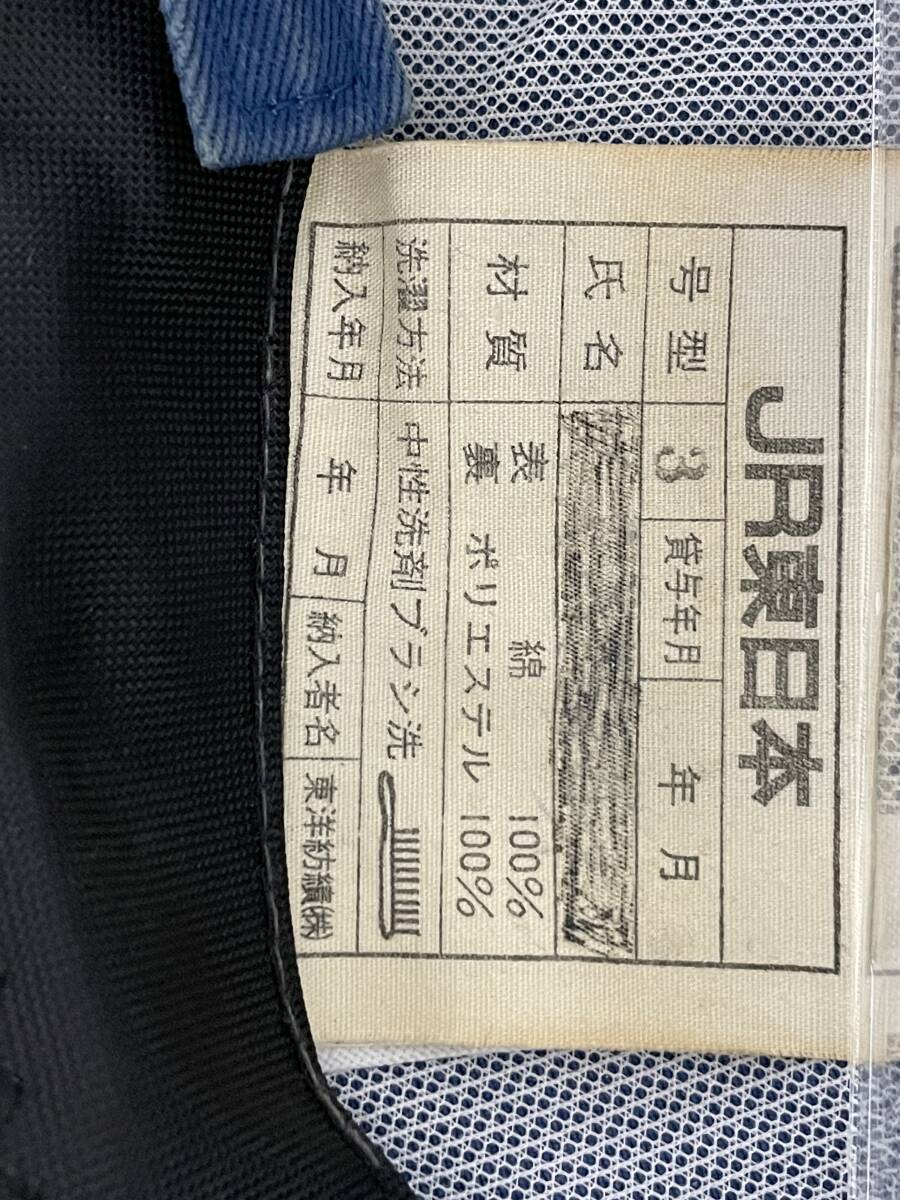 JR東日本
号型 3 貸与年月 年 月
氏名
材質 表 綿 100%
裏 ポリエステル 100%
洗濯方法 中性洗剤ブラシ洗
納入年月 年 月 納入者名 東洋紡績(株)